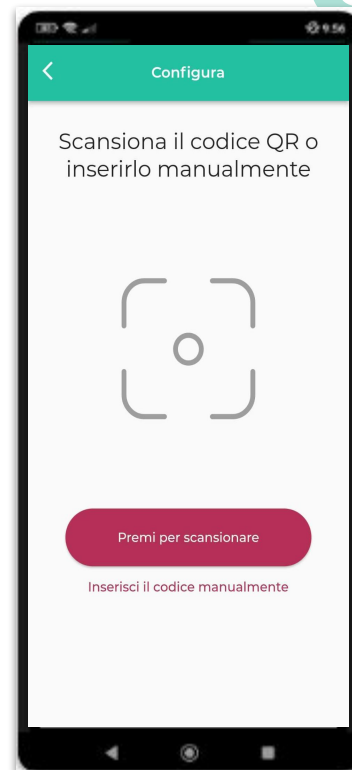 9:56
Configura
Scansiona il codice QR o
inserirlo manualmente
Premi per scansionare
Inserisci il codice manualmente